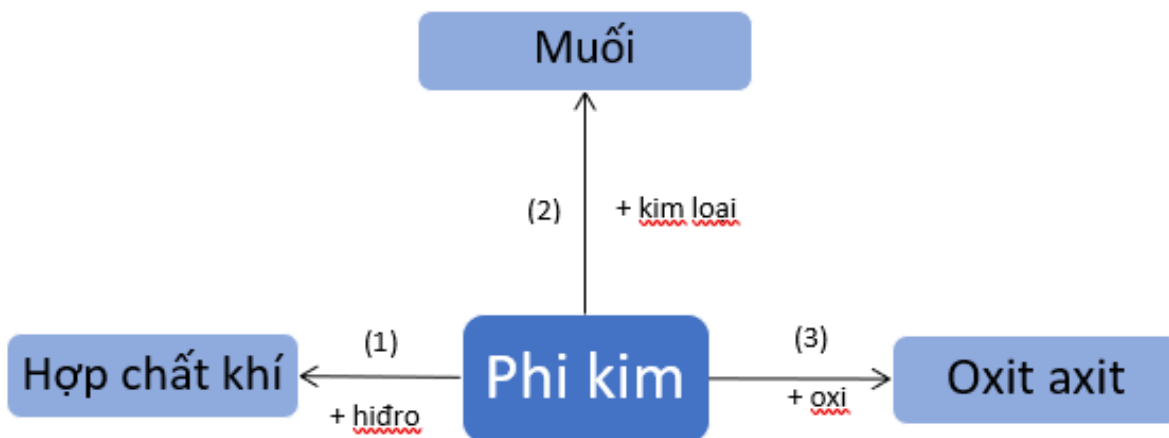 Muối
(2)
+ kim loại
Hợp chất khí
(1)
+ hiđro
Phi kim
(3)
+ oxi
Oxit axit